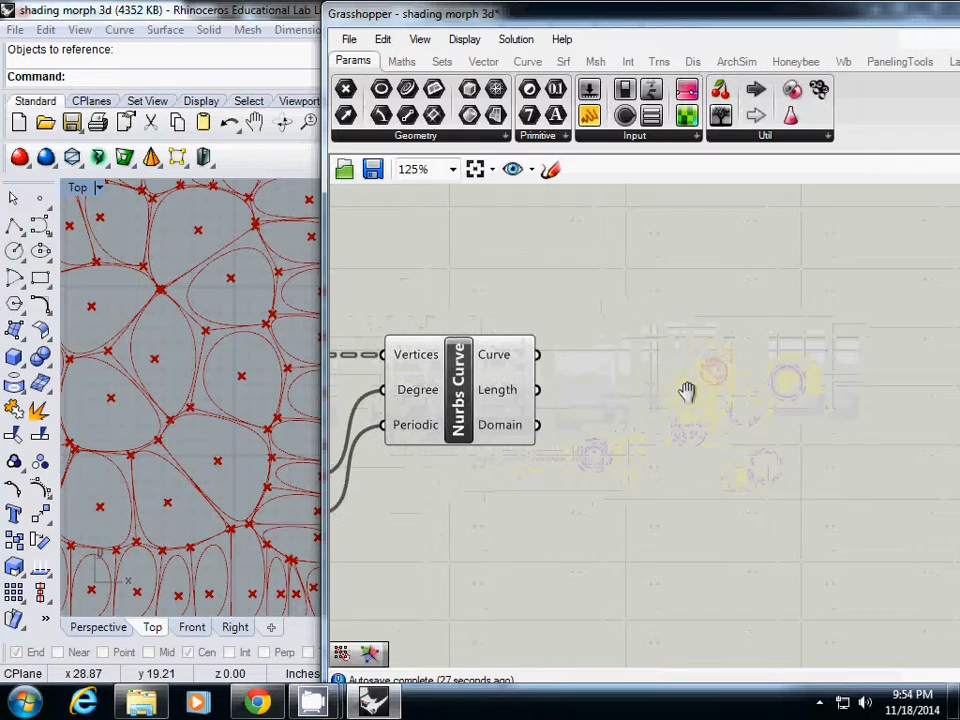 shading morph 3d (4352 KB) - Rhinoceros Educational Lab L
File Edit View Curve Surface Solid Mesh Dimension
Objects to reference:
Command:
Standard CPlanes Set View Display Select Viewport
Top
Perspective Top Front Right
End Near Point Mid Cen Int Perp
CPlane x 28.87 y 19.21 z 0.00 Inches
Grasshopper - shading morph 3d*
File Edit View Display Solution Help
Params Maths Sets Vector Curve Srf Msh Int Trns Dis ArchSim Honeybee Wb PanelingTools La
Geometry Primitive Input Util
125%
Vertices Degree Periodic
Nurbs Curve
Curve Length Domain
Autosave complete (27 seconds ago)
9:54 PM
11/18/2014